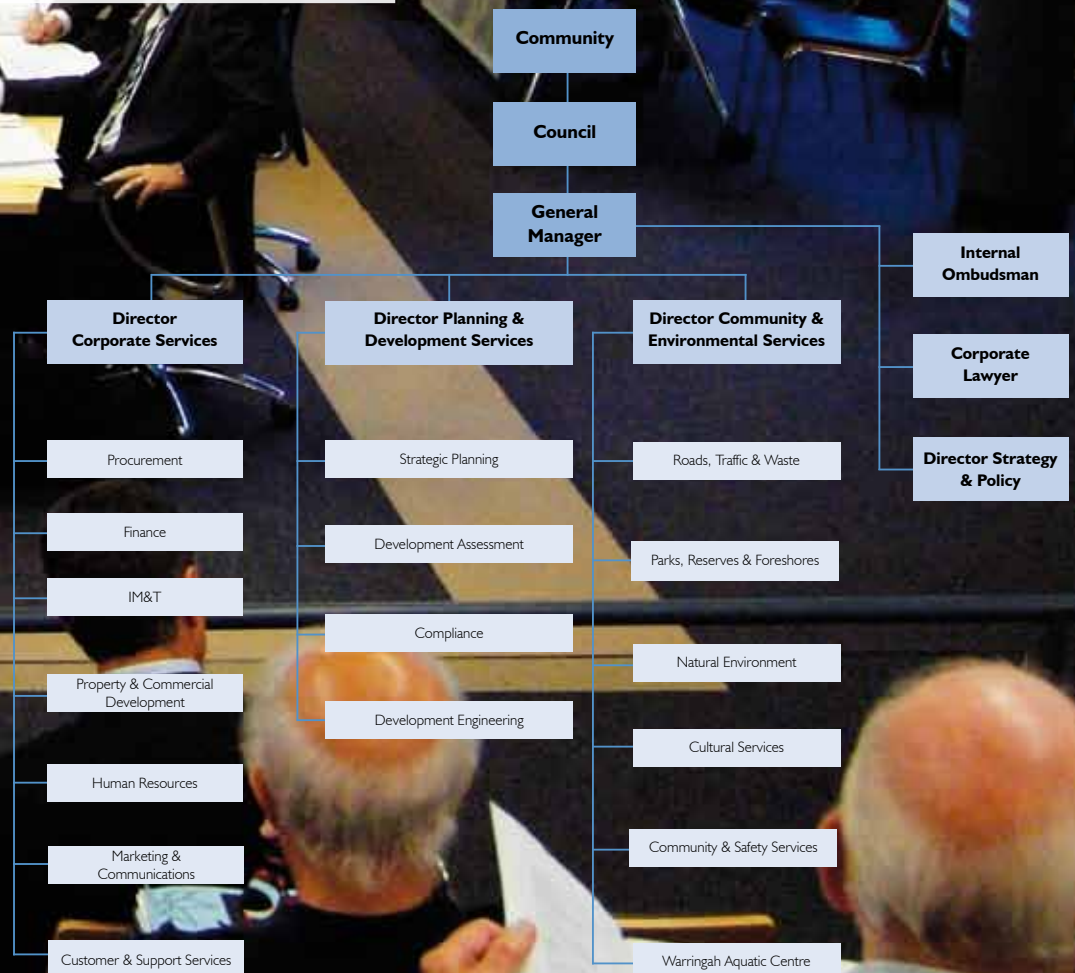 Community
Council
General
Manager
Internal
Ombudsman
Corporate
Lawyer
Director Strategy
& Policy
Director
Corporate Services
Procurement
Finance
IM&T
Property & Commercial
Development
Human Resources
Marketing &
Communications
Customer & Support Services
Director Planning &
Development Services
Strategic Planning
Development Assessment
Compliance
Development Engineering
Director Community &
Environmental Services
Roads, Traffic & Waste
Parks, Reserves & Foreshores
Natural Environment
Cultural Services
Community & Safety Services
Warringah Aquatic Centre